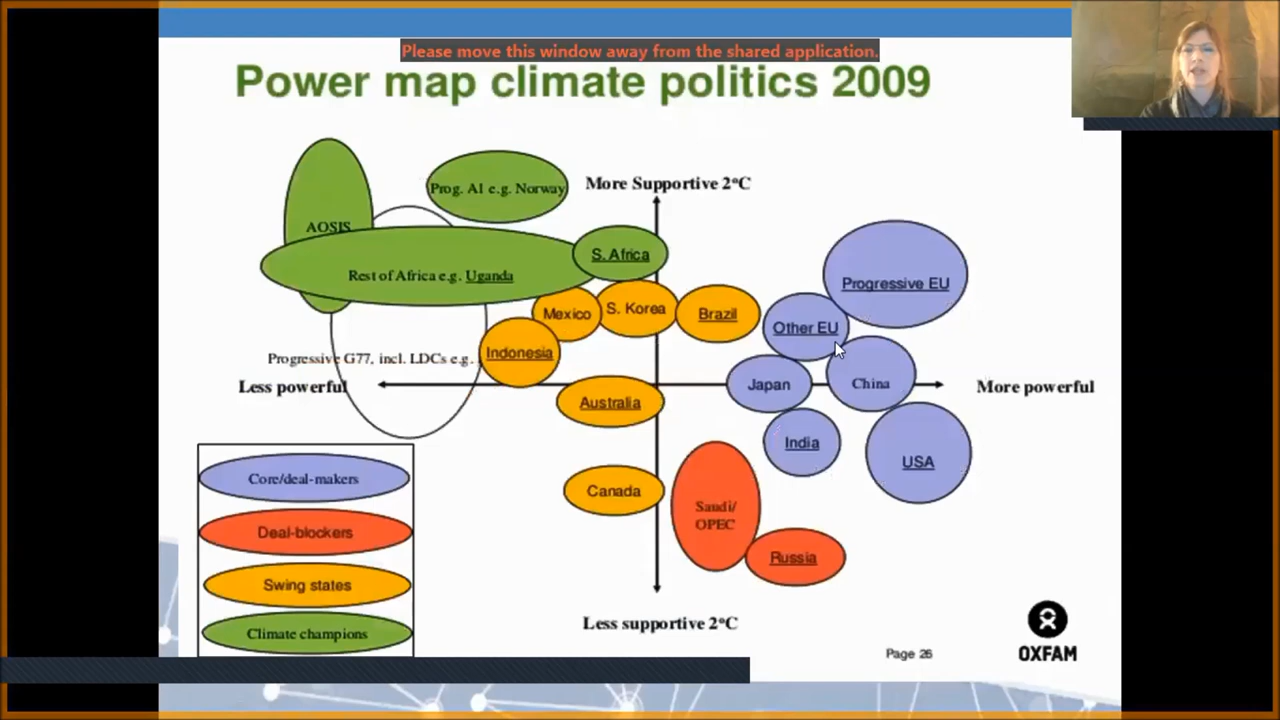 Please move this window away from the shared application.
Power map climate politics 2009
Prog. AI e.g. Norway
More Supportive 2°C
AOSIS
S. Africa
Rest of Africa e.g. Uganda
Progressive EU
Mexico
S. Korea
Brazil
Other EU
Indonesia
Progressive G77, incl. LDCs e.g.
Less powerful
Japan
China
More powerful
Australia
India
USA
Core/deal-makers
Canada
Saudi/
OPEC
Deal-blockers
Russia
Swing states
Less supportive 2°C
Climate champions
Page 26
OXFAM